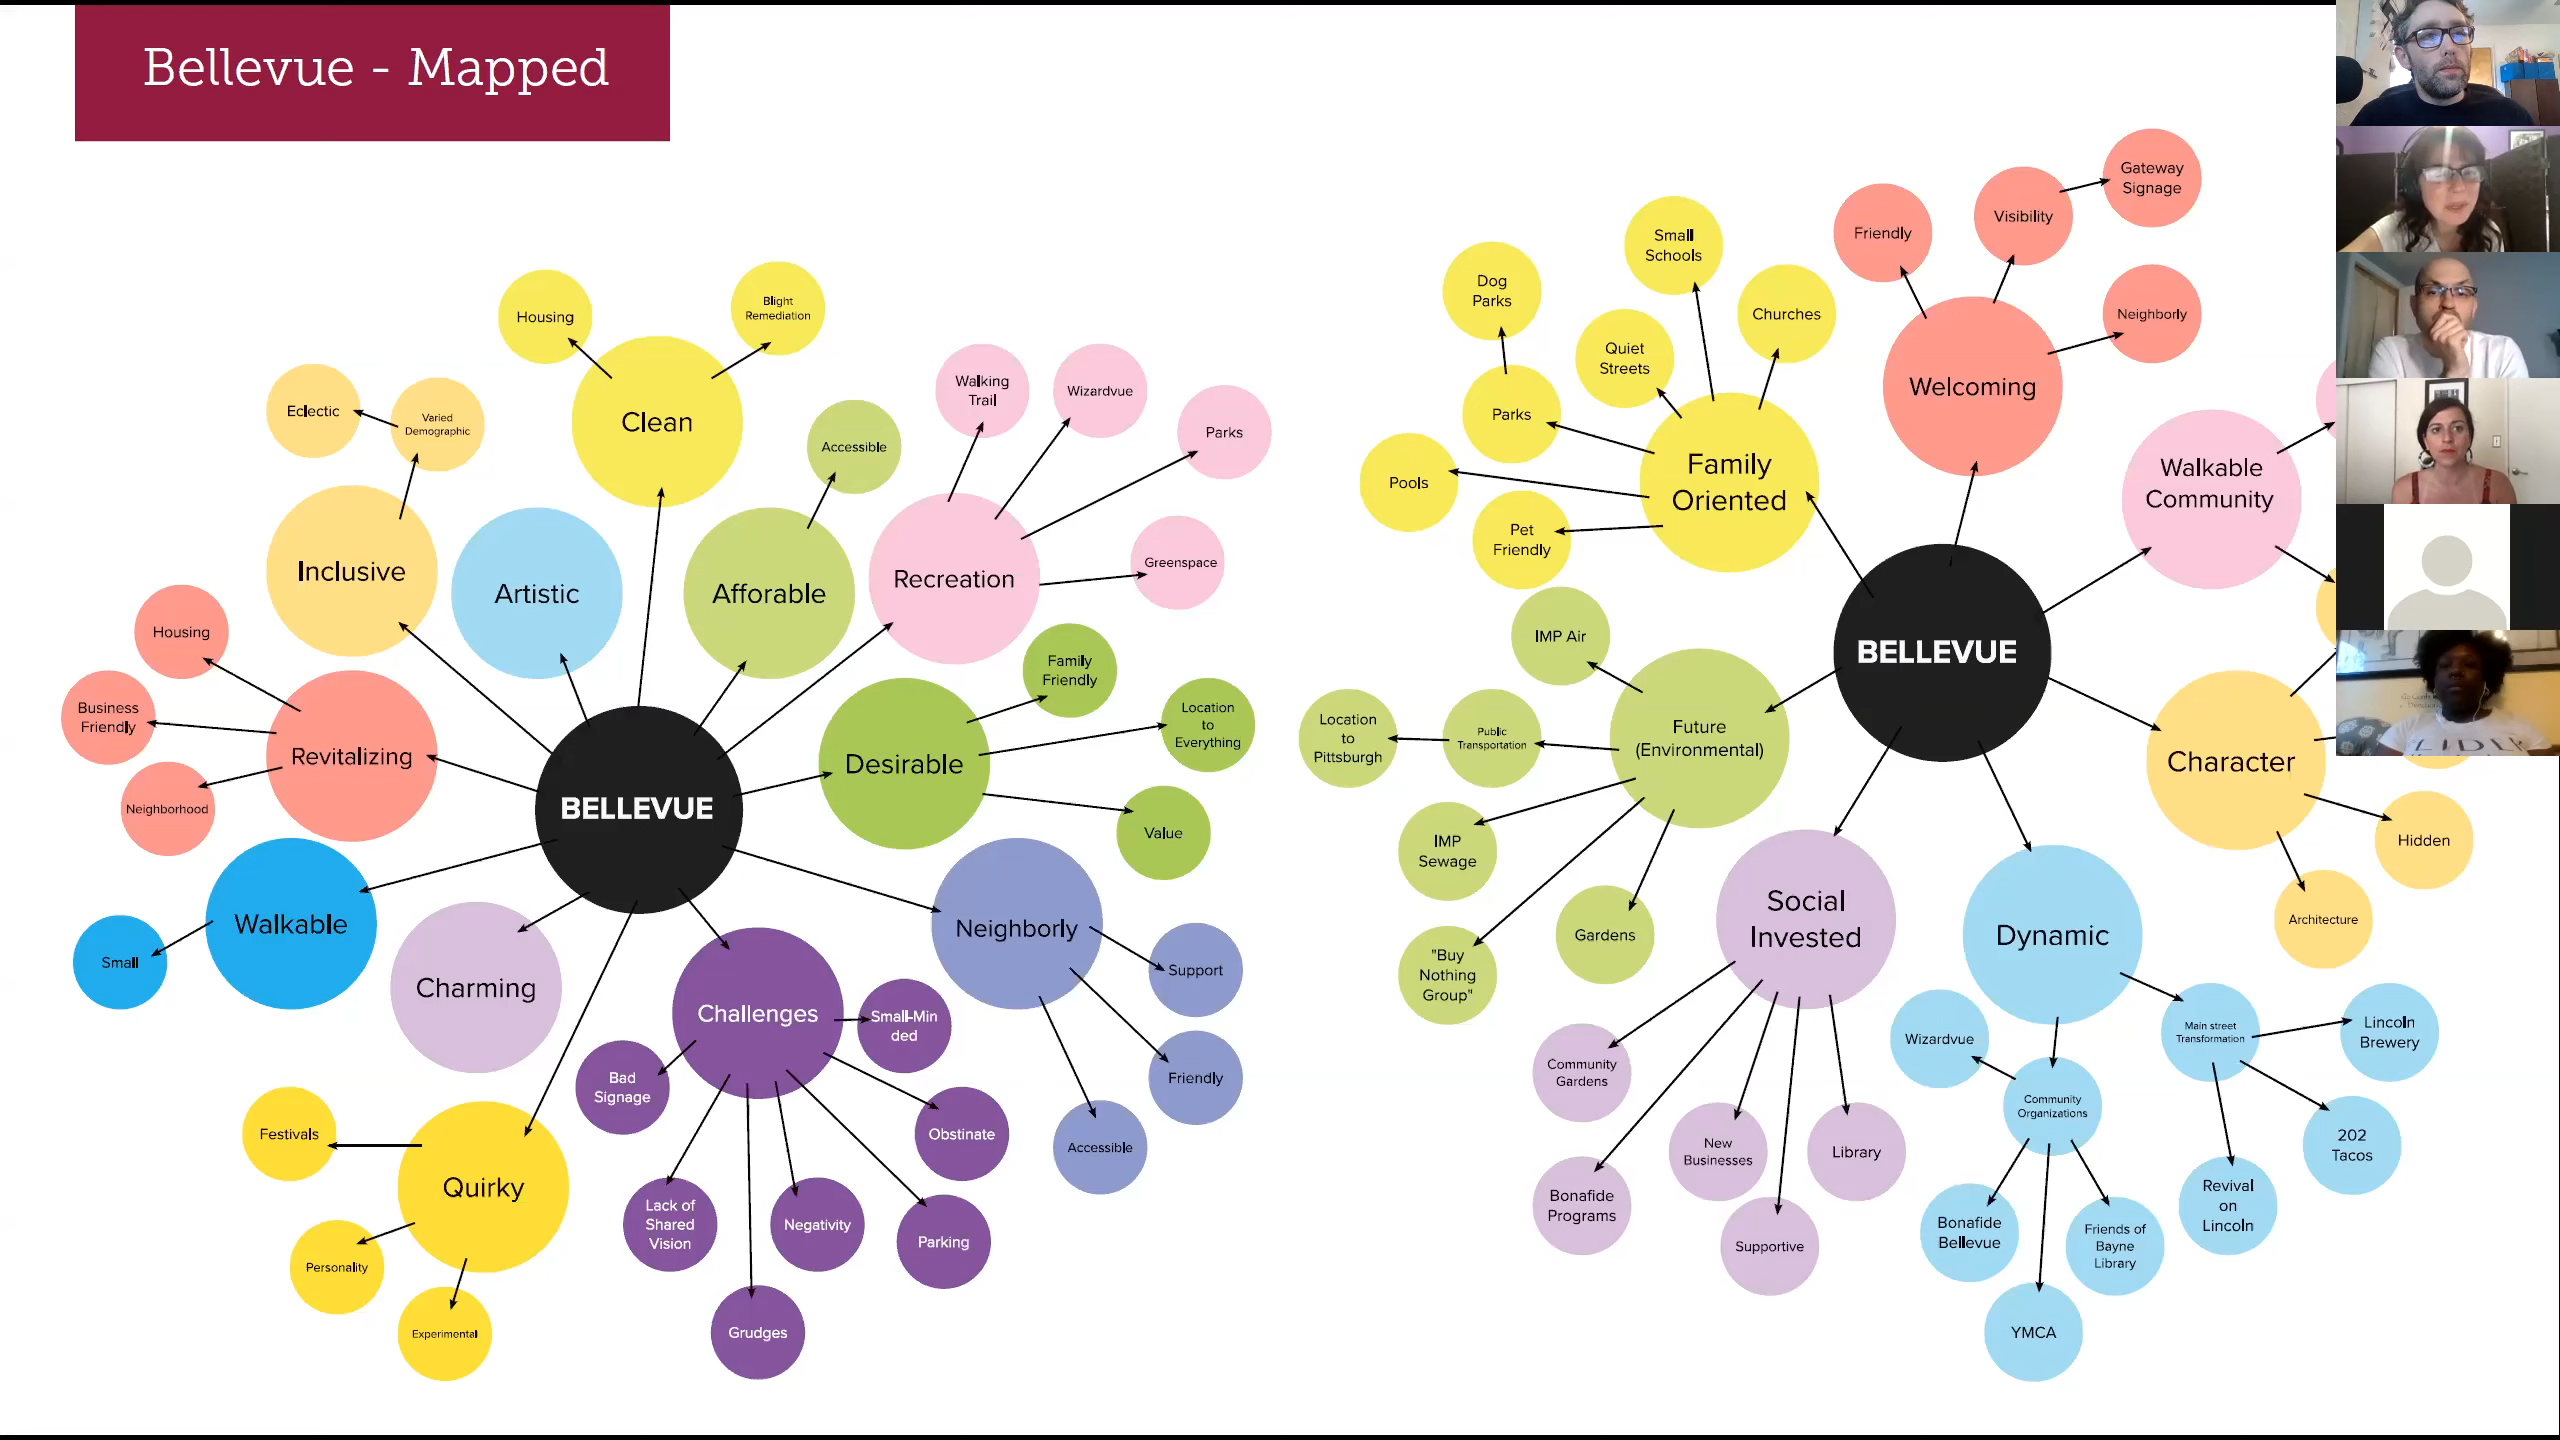 Bellevue - Mapped
BELLEVUE
Clean
Housing
Blight
Remediation
Inclusive
Varied
Demographic
Eclectic
Artistic
Afforable
Accessible
Recreation
Walking
Trail
Wizardvue
Parks
Greenspace
Desirable
Family
Friendly
Location
to
Everything
Value
Neighborly
Support
Friendly
Accessible
Challenges
Small-Min
ded
Obstinate
Parking
Negativity
Grudges
Lack of
Shared
Vision
Bad
Signage
Quirky
Festivals
Personality
Experimental
Charming
Walkable
Small
Revitalizing
Housing
Business
Friendly
Neighborhood
BELLEVUE
Welcoming
Friendly
Visibility
Gateway
Signage
Neighborly
Family
Oriented
Small
Schools
Churches
Quiet
Streets
Dog
Parks
Parks
Pools
Pet
Friendly
Walkable
Community
Character
Hidden
Architecture
Future
(Environmental)
IMP Air
Public
Transportation
Location
to
Pittsburgh
IMP
Sewage
"Buy
Nothing
Group"
Gardens
Social
Invested
Community
Gardens
Bonafide
Programs
New
Businesses
Supportive
Library
Dynamic
Main street
Transformation
Lincoln
Brewery
202
Tacos
Revival
on
Lincoln
Community
Organizations
Wizardvue
Bonafide
Bellevue
YMCA
Friends of
Bayne
Library